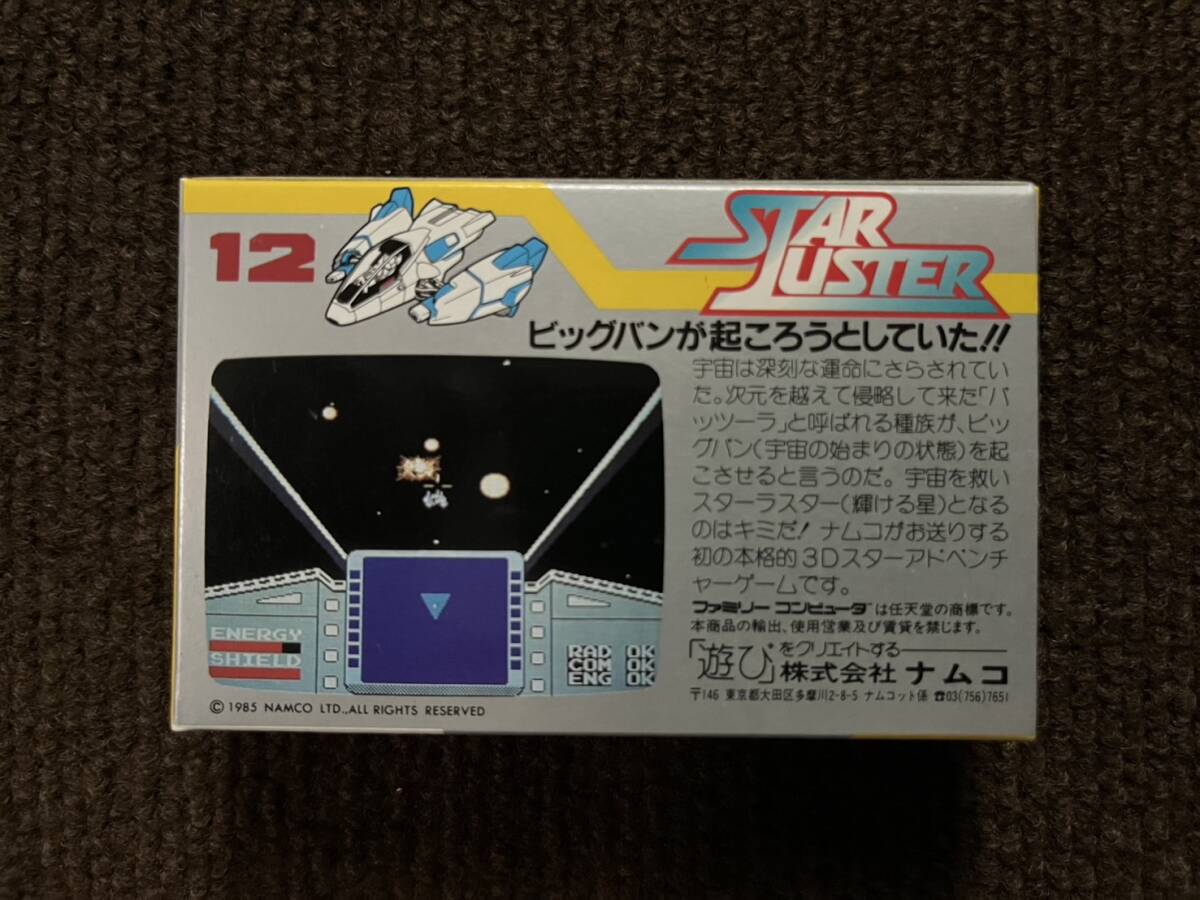 12
STAR
LUSTER
ビッグバンが起ころうとしていた!!
宇宙は深刻な運命にさらされてい
た。次元を越えて侵略して来た「バ
ッツーラ」と呼ばれる種族が、ビッ
グバン(宇宙の始まりの状態)を起
こさせると言うのだ。宇宙を救い
スターラスター(輝ける星)となる
のはキミだ!ナムコがお送りする
初の本格的3Dスターアドベンチ
ャーゲームです。
ファミリーコンピュータは任天堂の商標です。
本商品の輸出、使用営業及び賃貸を禁じます。
「遊び」をクリエイトする
株式会社ナムコ
〒146 東京都大田区多摩川2-8-5 ナムコット係 ☎03(756)7651
ENERGY
SHIELD
RAD OK
COM OK
ENG OK
© 1985 NAMCO LTD.,ALL RIGHTS RESERVED